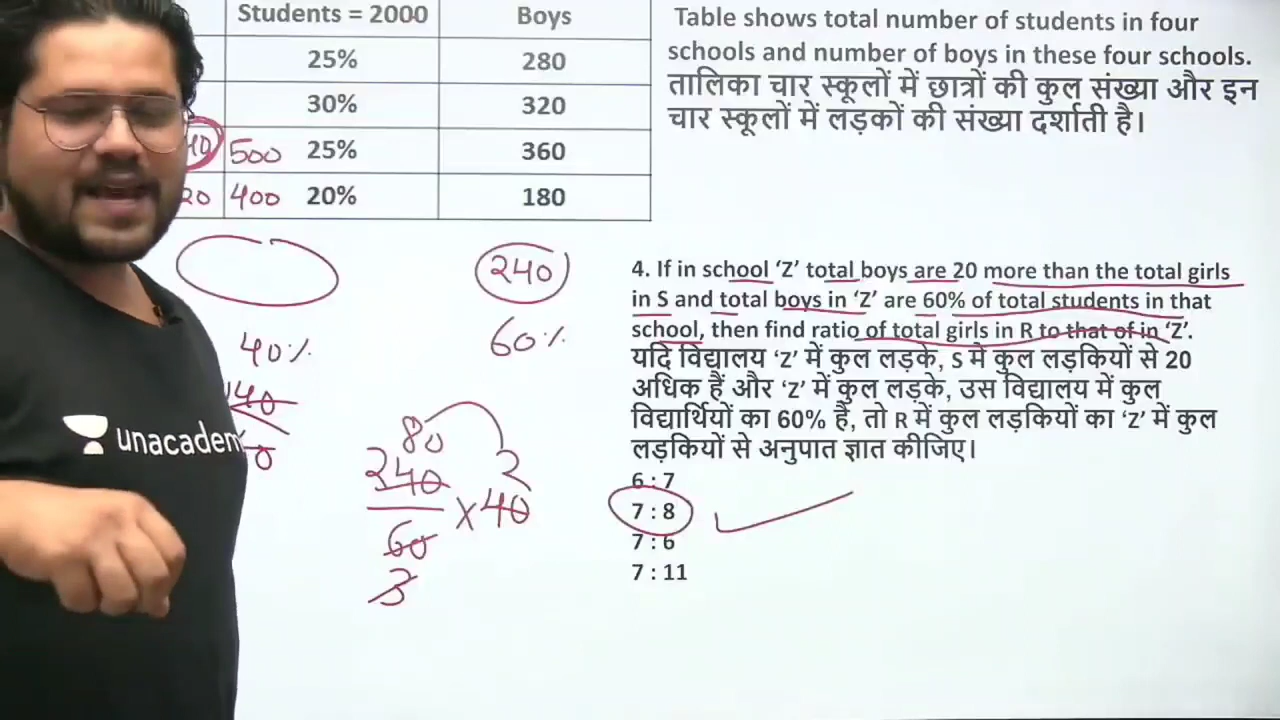 Students = 2000 Boys
25% 280
30% 320
40 500 25% 360
20 400 20% 180
Table shows total number of students in four
schools and number of boys in these four schools.
तालिका चार स्कूलों में छात्रों की कुल संख्या और इन
चार स्कूलों में लड़कों की संख्या दर्शाती है।
240
40%
60%
4. If in school ‘Z’ total boys are 20 more than the total girls
in S and total boys in ‘Z’ are 60% of total students in that
school, then find ratio of total girls in R to that of in ‘Z’.
यदि विद्यालय ‘Z’ में कुल लड़के, S में कुल लड़कियों से 20
अधिक हैं और ‘Z’ में कुल लड़के, उस विद्यालय में कुल
विद्यार्थियों का 60% है, तो R में कुल लड़कियों का ‘Z’ में कुल
लड़कियों से अनुपात ज्ञात कीजिए।
6 : 7
7 : 8
7 : 6
7 : 11
140
80
240 2
60 × 40
3
unacadem